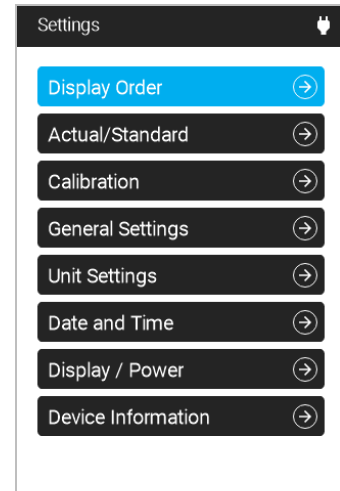 Settings
Display Order
Actual/Standard
Calibration
General Settings
Unit Settings
Date and Time
Display / Power
Device Information